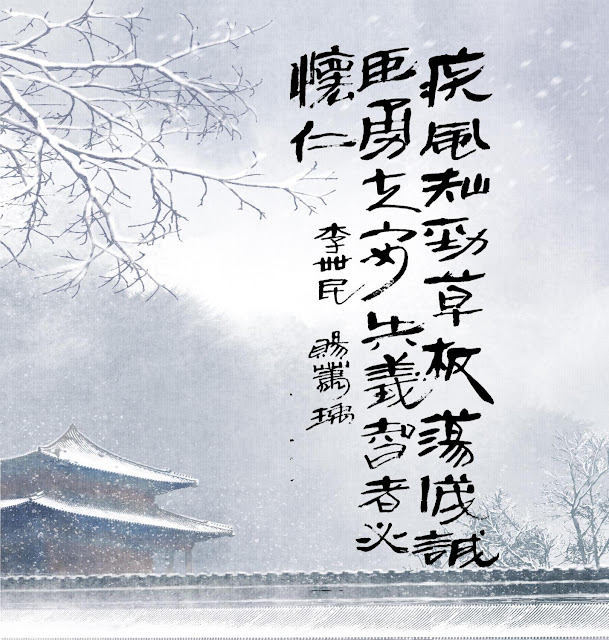 疾風知勁草板蕩識誠
臣勇夫安義智者必
懷仁
李世民 賜蕭瑀